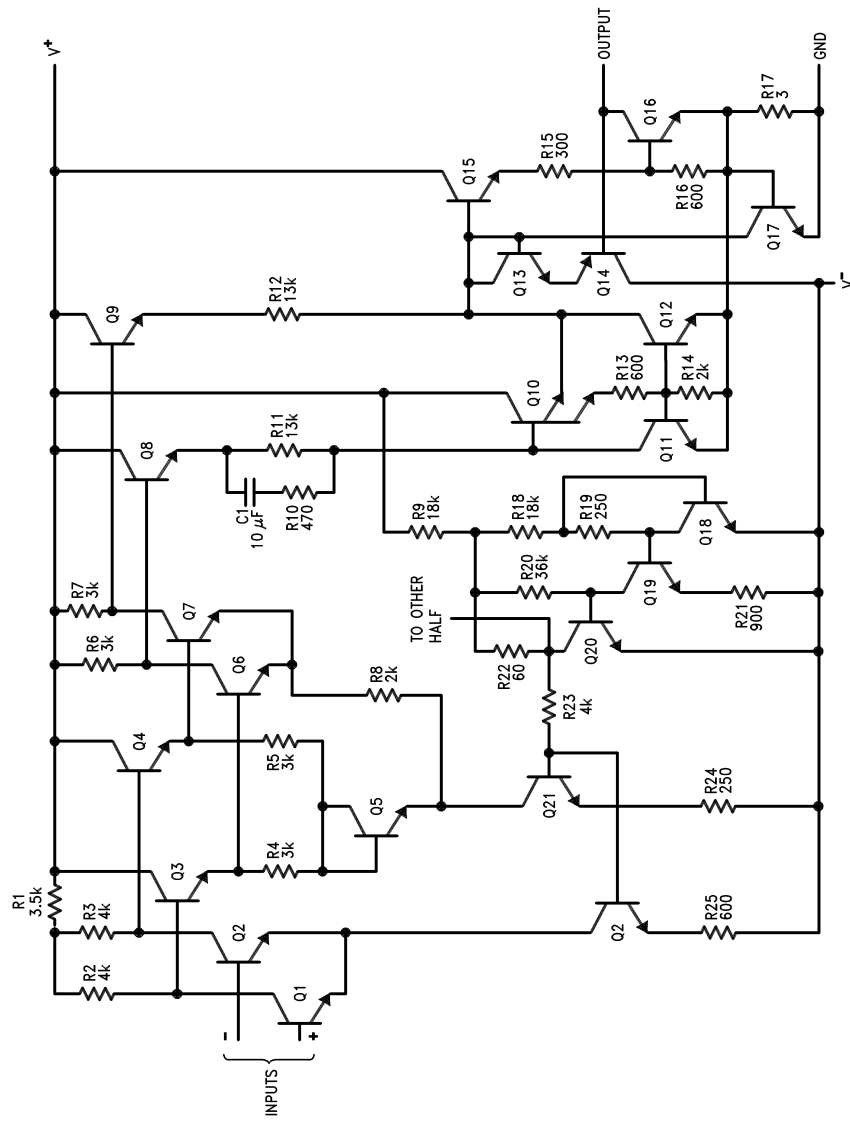 V+
OUTPUT
GND
V-
INPUTS
-
+
R1
3.5k
R2
4k
R3
4k
Q1
Q2
Q3
R4
3k
Q4
R5
3k
Q5
R6
3k
R7
3k
Q6
Q7
R8
2k
Q8
Q9
C1
10 μF
R10
470
R11
13k
R12
13k
Q10
R13
600
Q11
Q12
R14
2k
Q13
Q14
Q15
R15
300
Q16
R16
600
R17
3
Q17
R9
18k
R18
18k
R19
250
Q18
R20
36k
Q19
R21
900
TO OTHER
HALF
R22
60
Q20
R23
4k
Q21
R24
250
Q2
R25
600